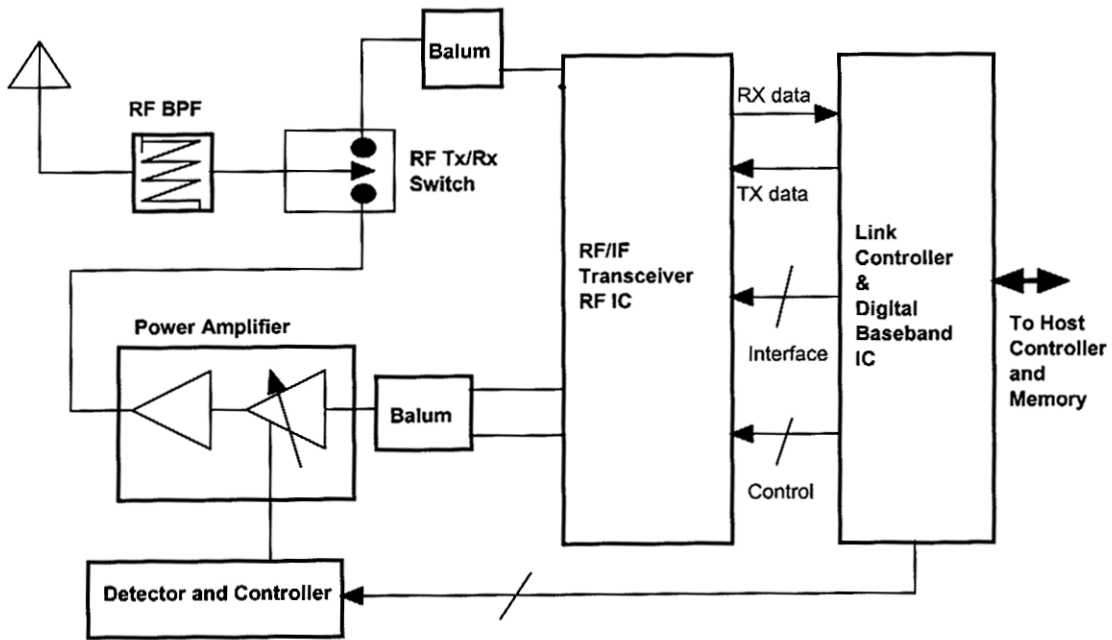 Balum
RF BPF
RF Tx/Rx
Switch
RX data
TX data
RF/IF
Transceiver
RF IC
Link
Controller
&
Digital
Baseband
IC
Interface
Control
To Host
Controller
and
Memory
Power Amplifier
Balum
Detector and Controller